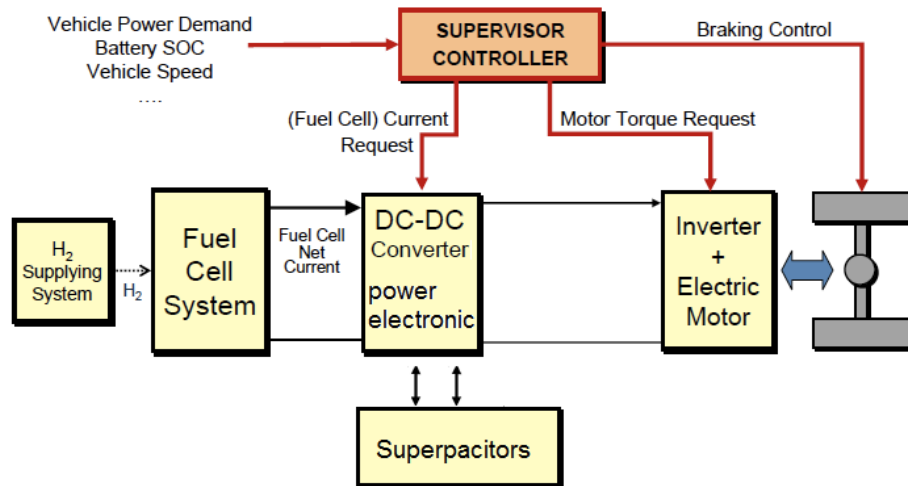 Vehicle Power Demand
Battery SOC
Vehicle Speed
....
SUPERVISOR
CONTROLLER
Braking Control
(Fuel Cell) Current
Request
Motor Torque Request
H2
Supplying
System
H2
Fuel
Cell
System
Fuel Cell
Net
Current
DC-DC
Converter
power
electronic
Inverter
+
Electric
Motor
Superpacitors